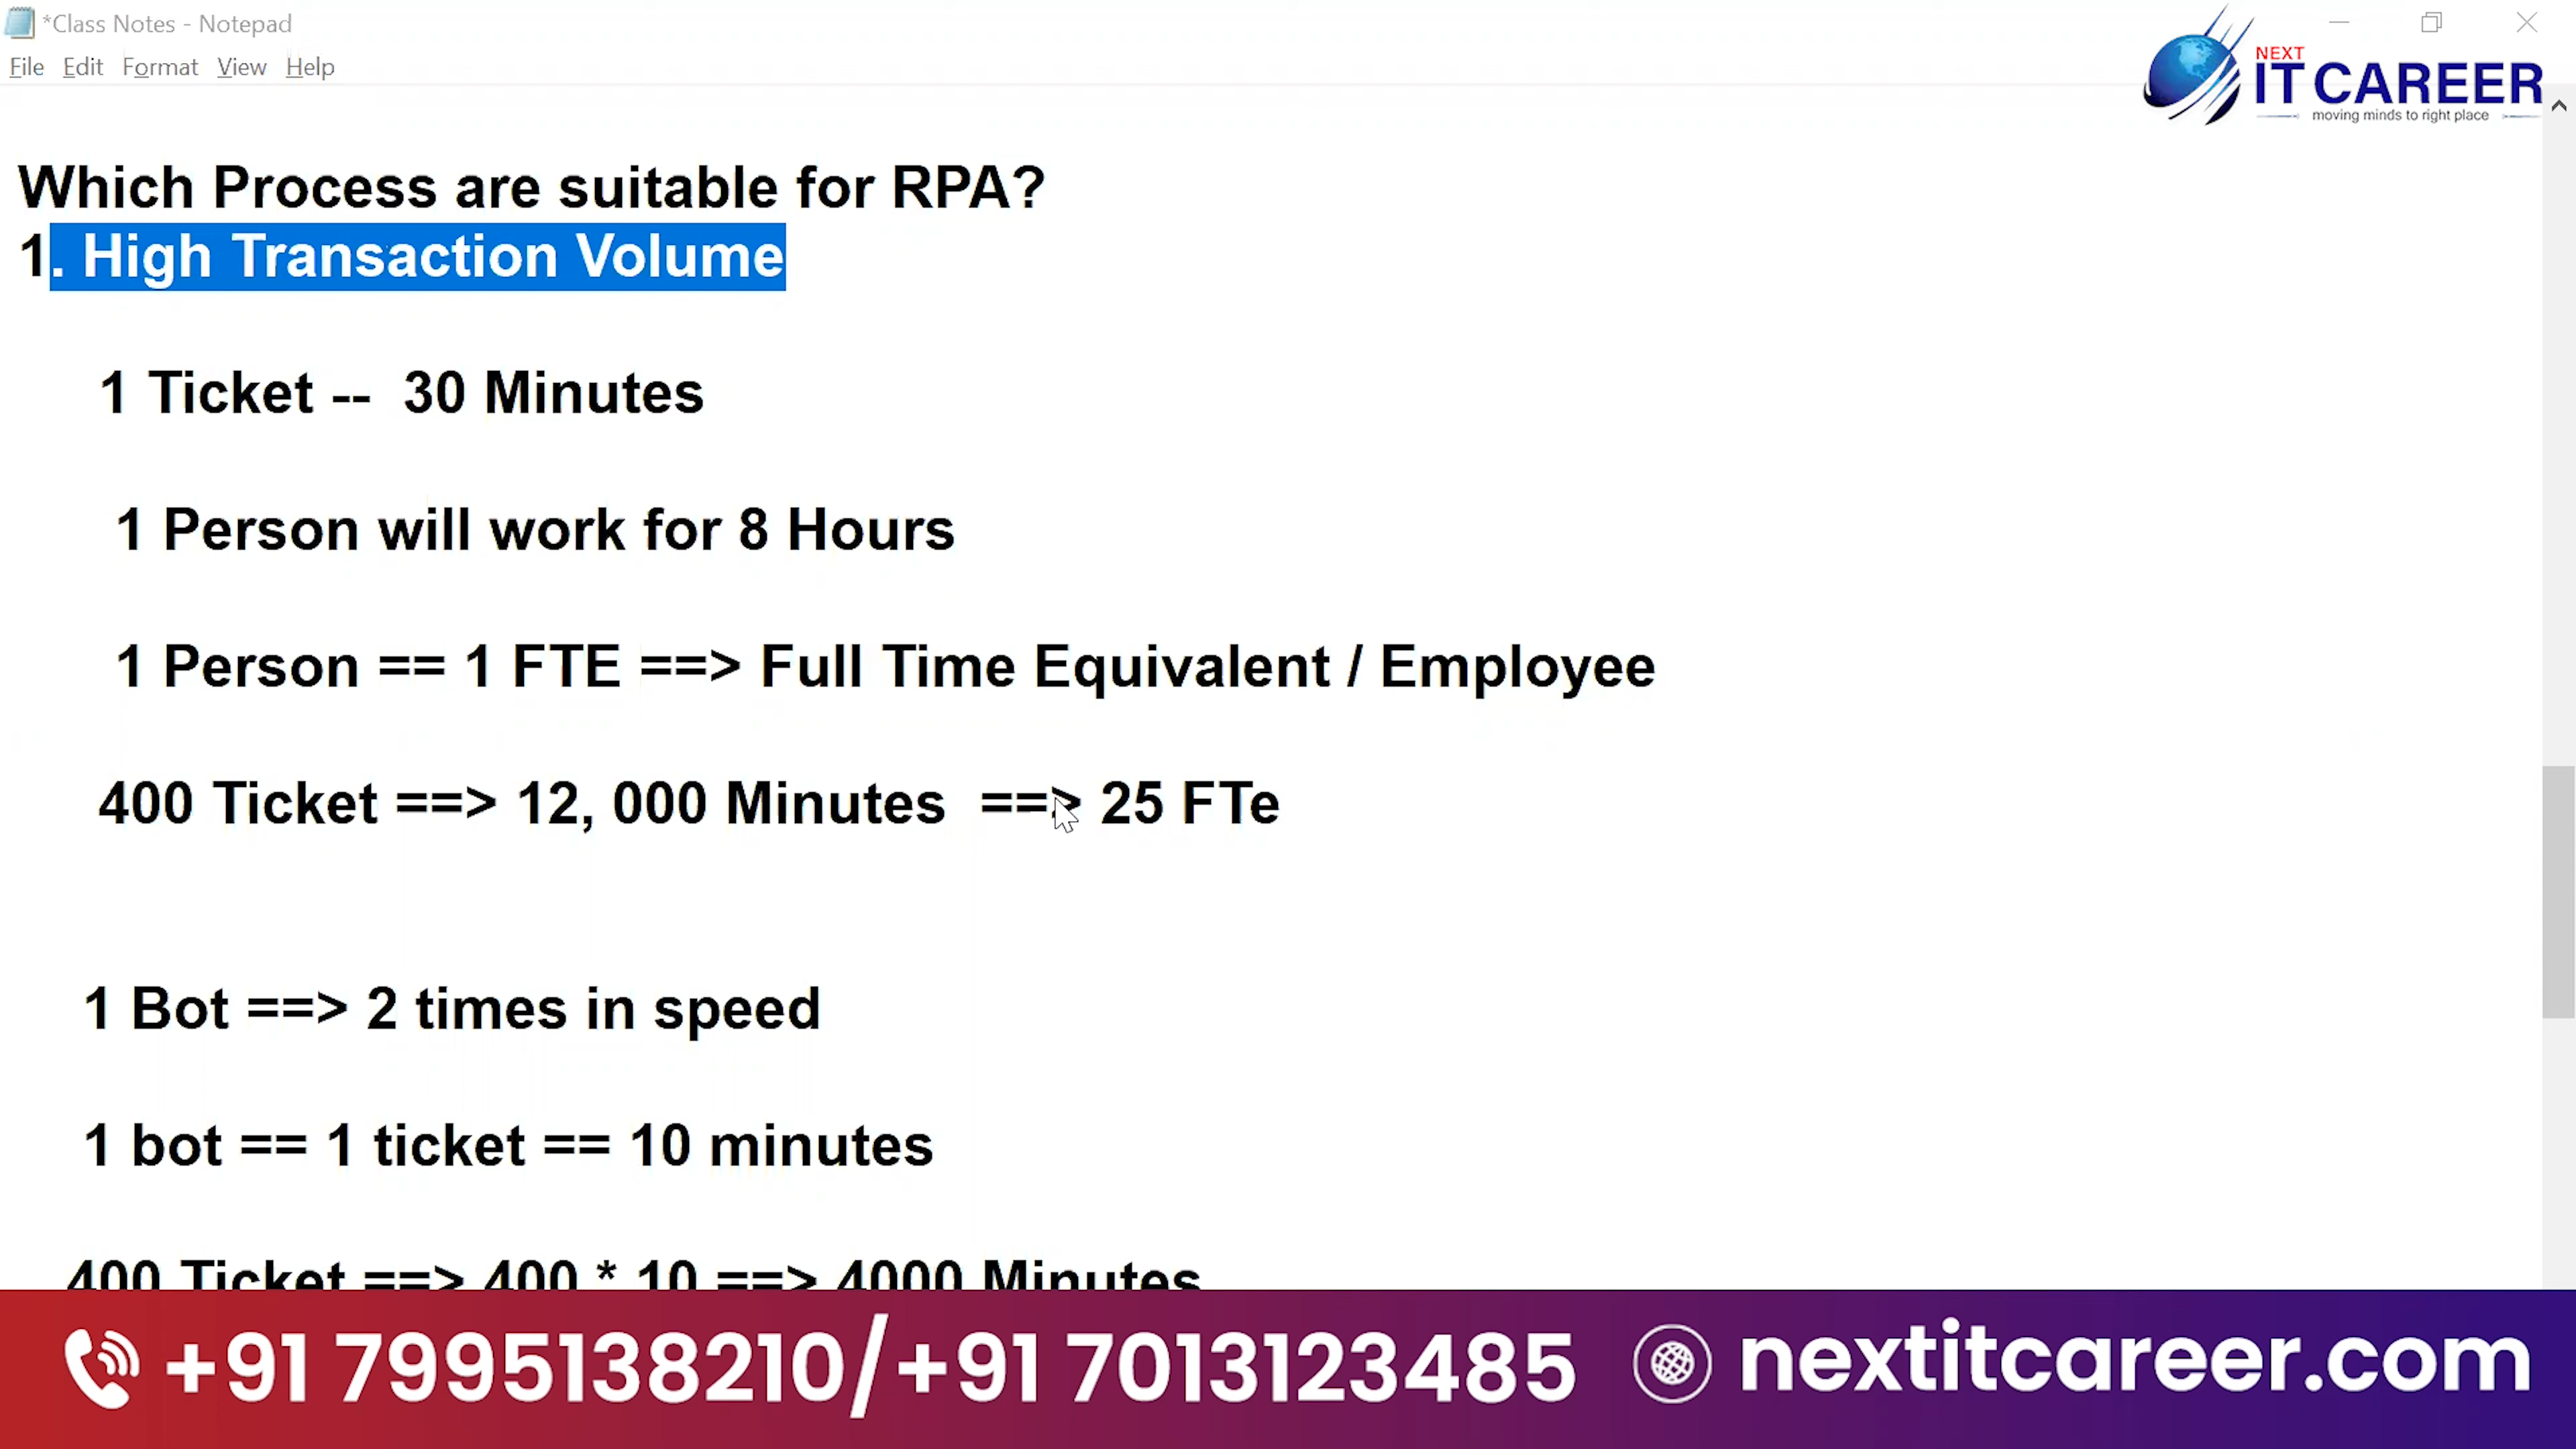 *Class Notes - Notepad
File Edit Format View Help
NEXT
IT CAREER
moving minds to right place
Which Process are suitable for RPA?
1. High Transaction Volume
1 Ticket -- 30 Minutes
1 Person will work for 8 Hours
1 Person == 1 FTE ==> Full Time Equivalent / Employee
400 Ticket ==> 12, 000 Minutes ==> 25 FTe
1 Bot ==> 2 times in speed
1 bot == 1 ticket == 10 minutes
400 Ticket ==> 400 * 10 ==> 4000 Minutes
+91 7995138210/+91 7013123485 nextitcareer.com